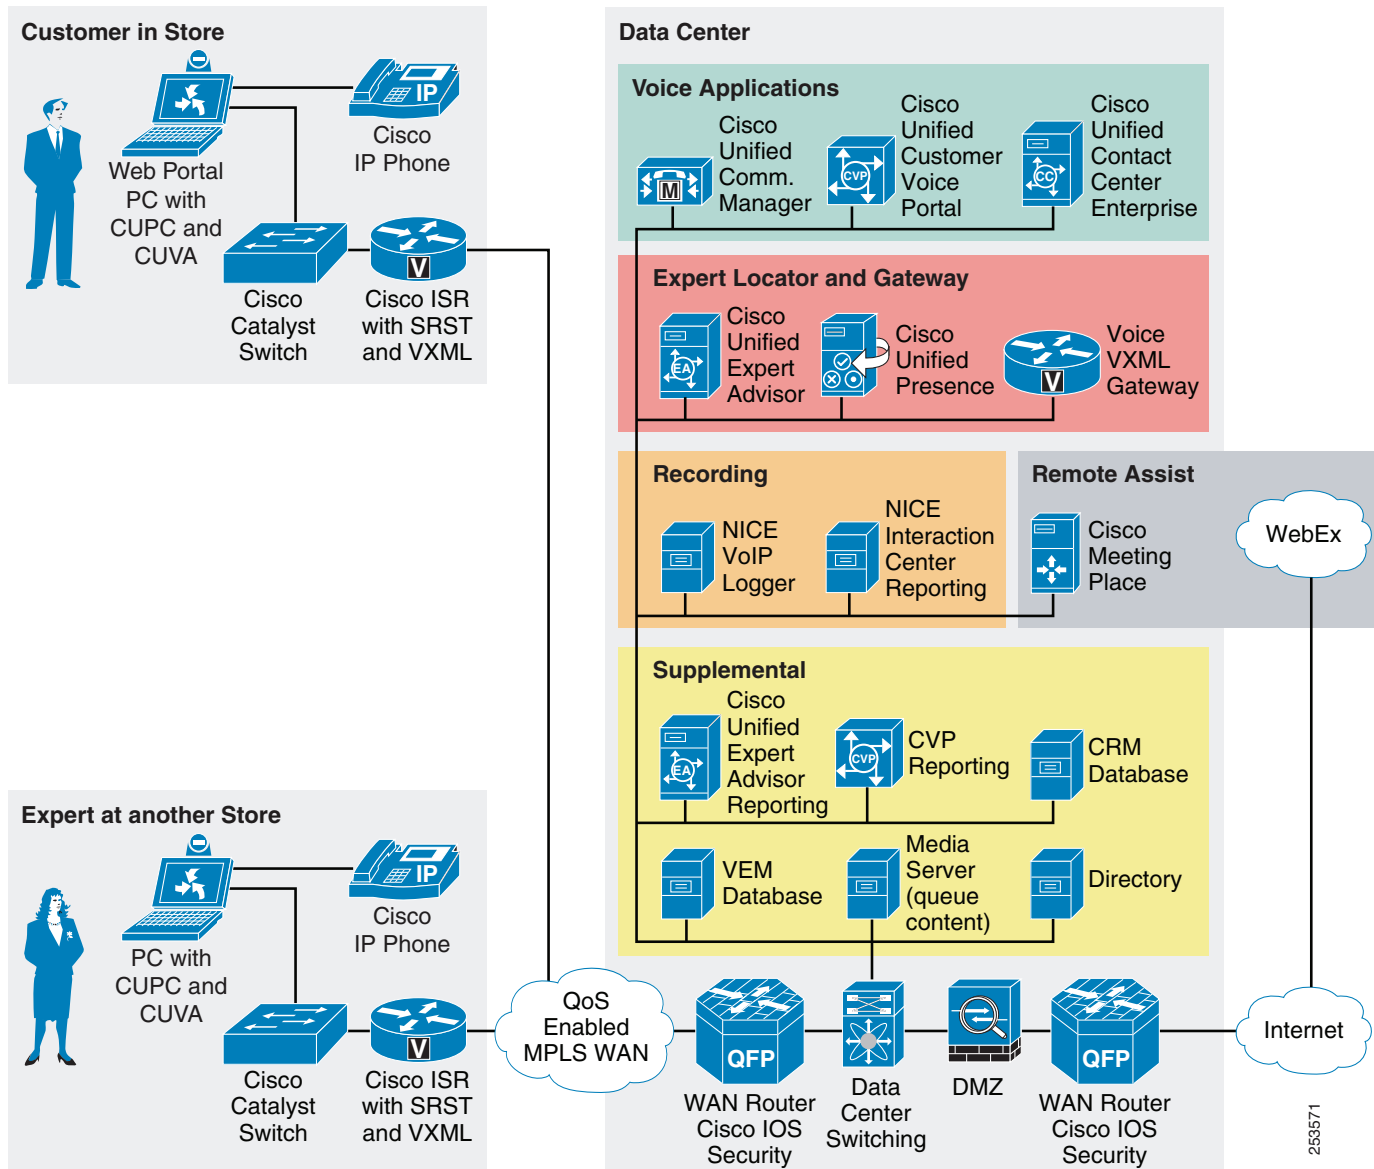 Customer in Store
IP
Cisco
IP Phone
Web Portal
PC with
CUPC and
CUVA
V
Cisco
Catalyst
Switch
Cisco ISR
with SRST
and VXML
Expert at another Store
IP
Cisco
IP Phone
PC with
CUPC and
CUVA
V
Cisco
Catalyst
Switch
Cisco ISR
with SRST
and VXML
QoS
Enabled
MPLS WAN
Data Center
Voice Applications
M
Cisco
Unified
Comm.
Manager
CVP
Cisco
Unified
Customer
Voice
Portal
CC
Cisco
Unified
Contact
Center
Enterprise
Expert Locator and Gateway
EA
Cisco
Unified
Expert
Advisor
Cisco
Unified
Presence
V
Voice
VXML
Gateway
Recording
NICE
VoIP
Logger
NICE
Interaction
Center
Reporting
Remote Assist
Cisco
Meeting
Place
WebEx
Supplemental
EA
Cisco
Unified
Expert
Advisor
Reporting
CVP
CVP
Reporting
CRM
Database
VEM
Database
Media
Server
(queue
content)
Directory
QFP
WAN Router
Cisco IOS
Security
Data
Center
Switching
DMZ
QFP
WAN Router
Cisco IOS
Security
Internet
253571